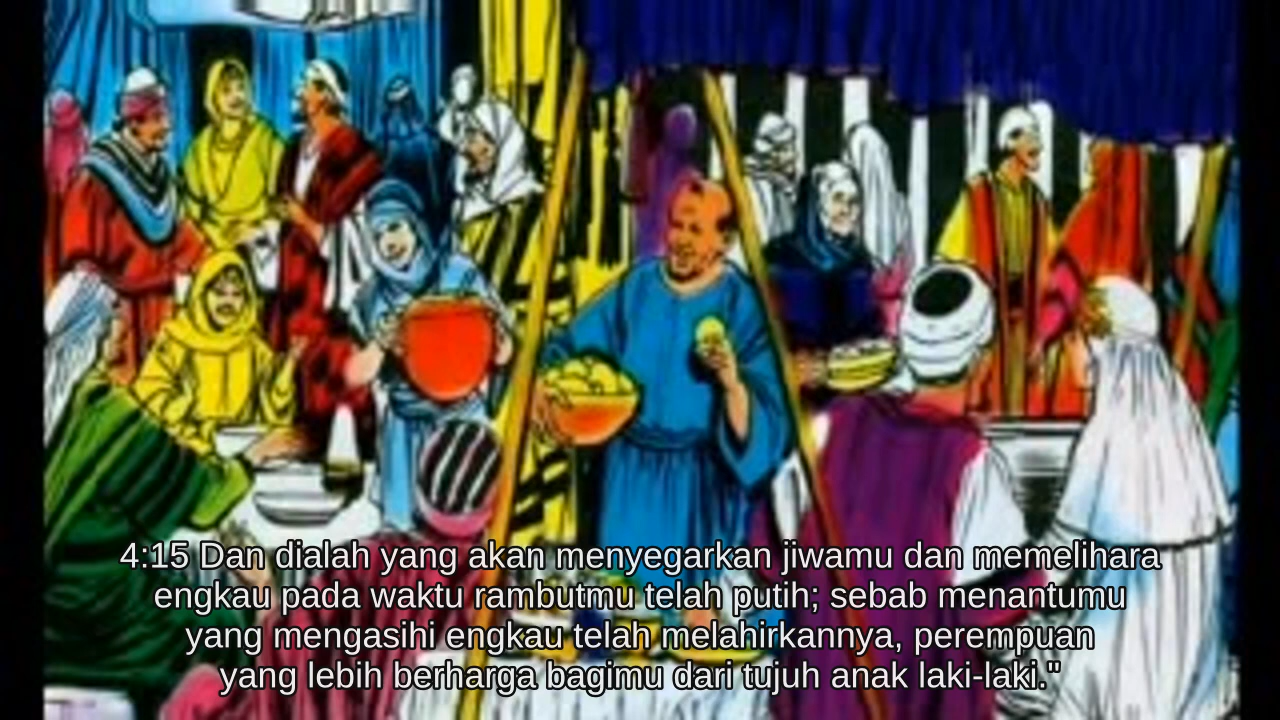 4:15 Dan dialah yang akan menyegarkan jiwamu dan memelihara
engkau pada waktu rambutmu telah putih; sebab menantumu
yang mengasihi engkau telah melahirkannya, perempuan
yang lebih berharga bagimu dari tujuh anak laki-laki."